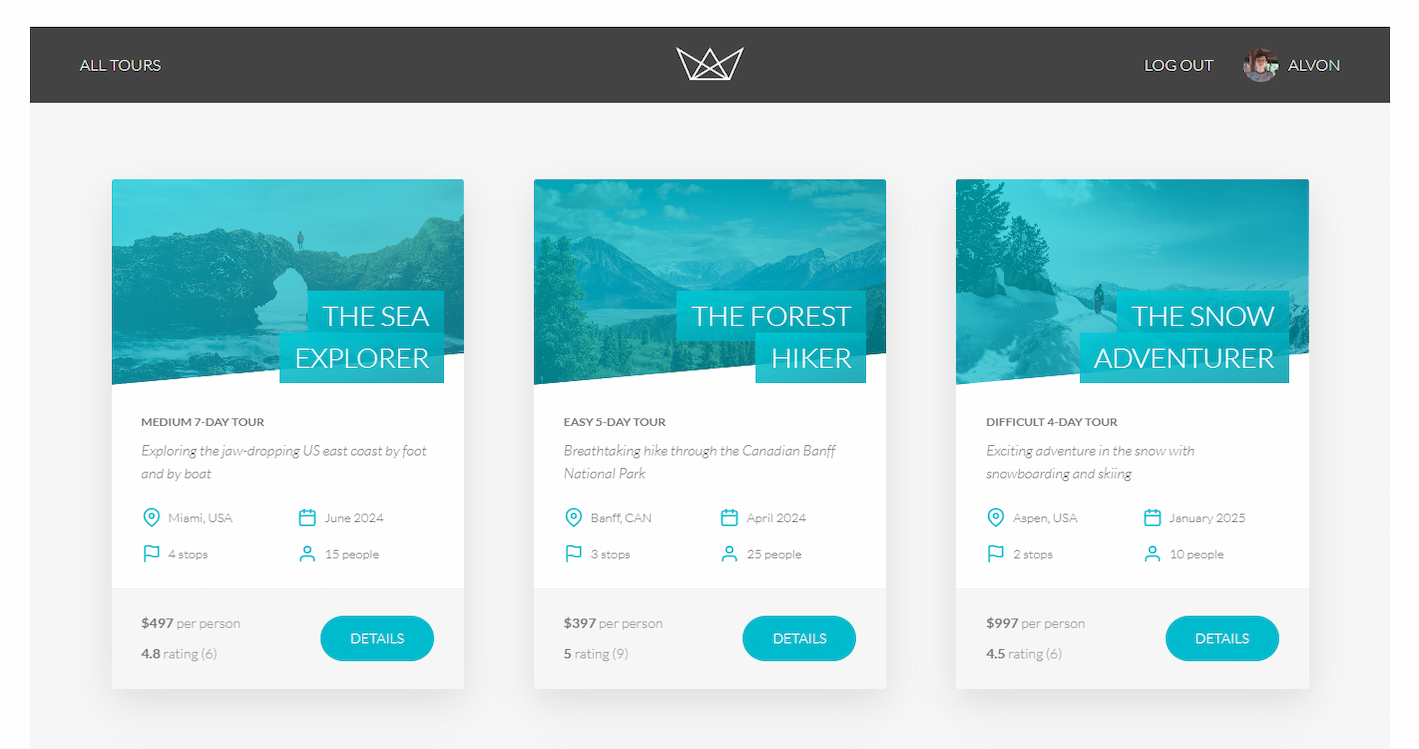 ALL TOURS
LOG OUT
ALVON
THE SEA
EXPLORER
MEDIUM 7-DAY TOUR
Exploring the jaw-dropping US east coast by foot
and by boat
Miami, USA
June 2024
4 stops
15 people
$497 per person
4.8 rating (6)
DETAILS
THE FOREST
HIKER
EASY 5-DAY TOUR
Breathtaking hike through the Canadian Banff
National Park
Banff, CAN
April 2024
3 stops
25 people
$397 per person
5 rating (9)
DETAILS
THE SNOW
ADVENTURER
DIFFICULT 4-DAY TOUR
Exciting adventure in the snow with
snowboarding and skiing
Aspen, USA
January 2025
2 stops
10 people
$997 per person
4.5 rating (6)
DETAILS